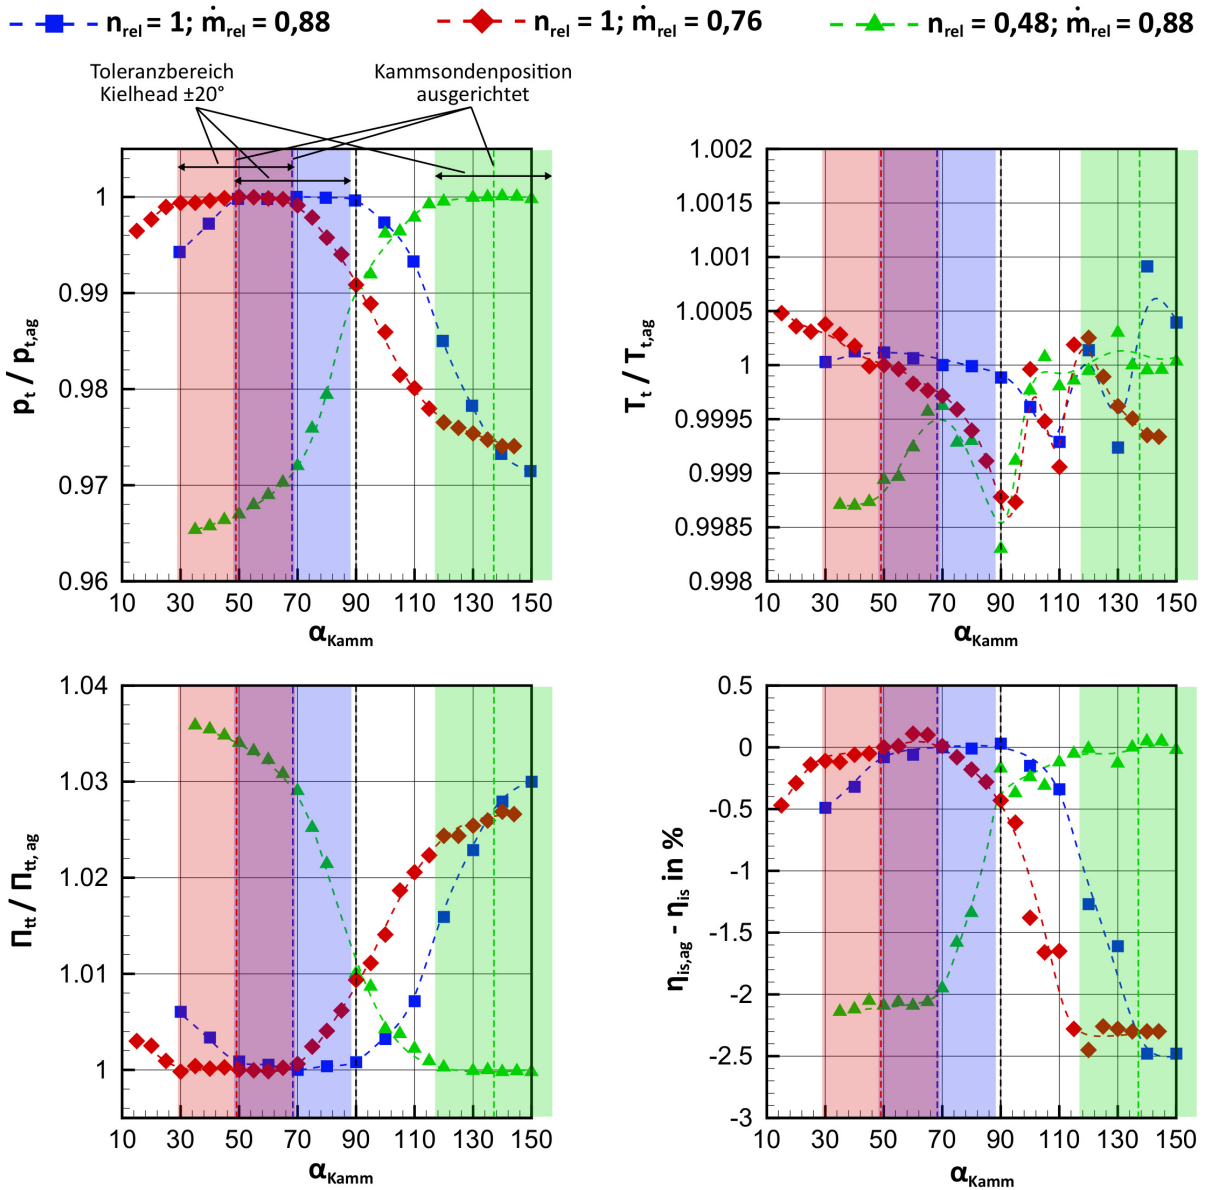 n_rel = 1; ṁ_rel = 0,88 n_rel = 1; ṁ_rel = 0,76 n_rel = 0,48; ṁ_rel = 0,88
Toleranzbereich
Kielhead ±20°
Kammsondenposition
ausgerichtet
p_t / p_t,ag
1
0.99
0.98
0.97
0.96
10 30 50 70 90 110 130 150
α_Kamm
T_t / T_t,ag
1.002
1.0015
1.001
1.0005
1
0.9995
0.999
0.9985
0.998
10 30 50 70 90 110 130 150
α_Kamm
Π_tt / Π_tt, ag
1.04
1.03
1.02
1.01
1
10 30 50 70 90 110 130 150
α_Kamm
η_is,ag - η_is in %
0.5
0
-0.5
-1
-1.5
-2
-2.5
-3
10 30 50 70 90 110 130 150
α_Kamm